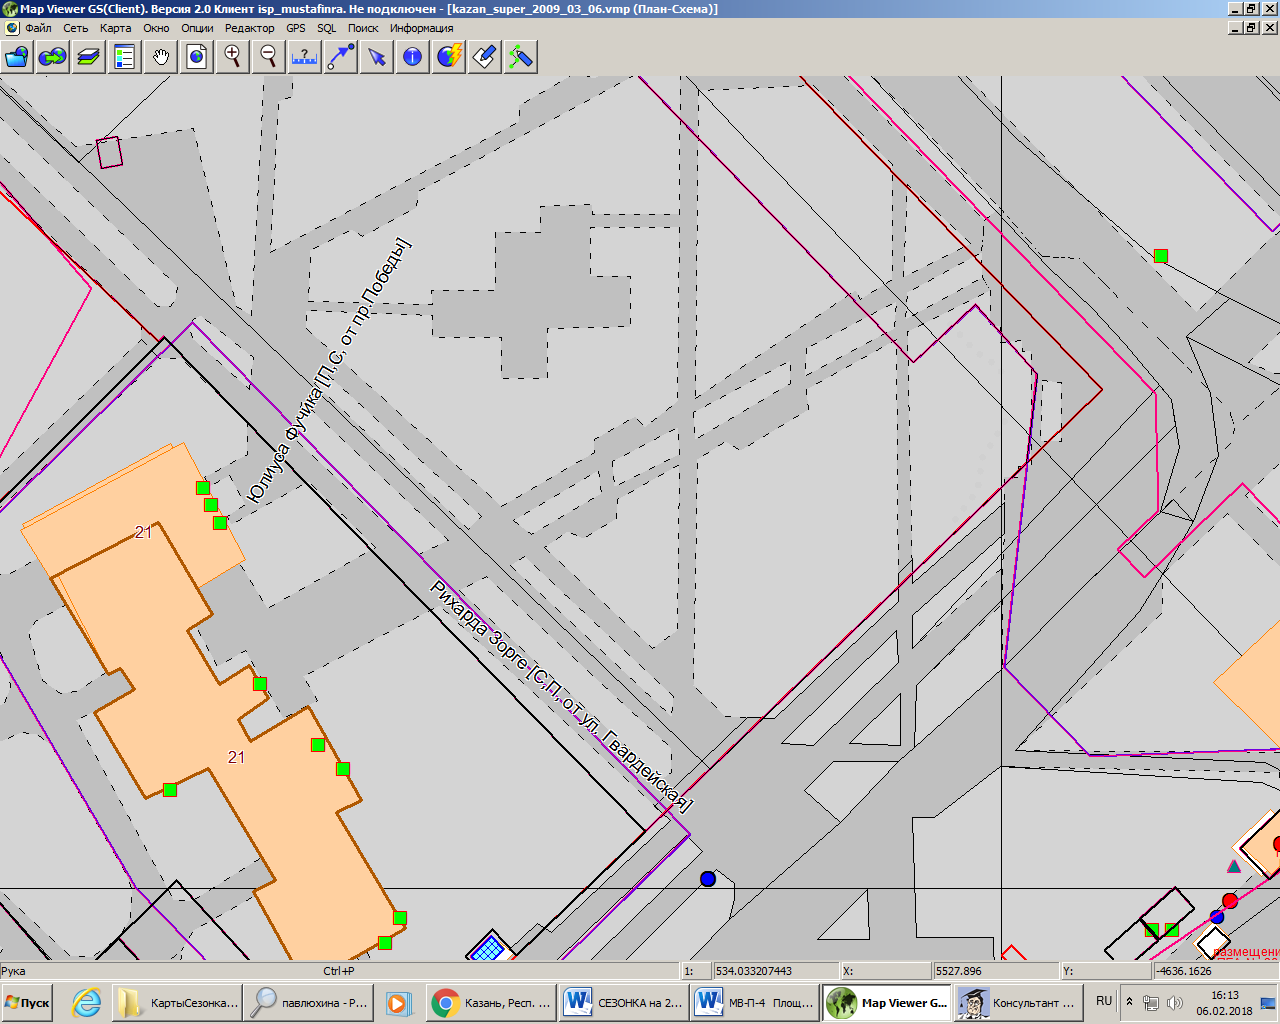 Map Viewer GS(Client). Версия 2.0 Клиент isp_mustafinra. Не подключен - [kazan_super_2009_03_06.vmp (План-Схема)]
Файл Сеть Карта Окно Опции Редактор GPS SQL Поиск Информация
Юлиуса Фучика [П,С, от пр.Победы]
21
Рихарда Зорге [С,П, от ул. Гвардейская]
21
размещени
Рука Ctrl+P 1: 534.033207443 X: 5527.896 Y: -4636.1626
Пуск КартыСезонка... павлюхина - Р... Казань, Респ. ... СЕЗОНКА на 2... МВ-П-4 Площ... Map Viewer G... Консультант ... RU 16:13
06.02.2018